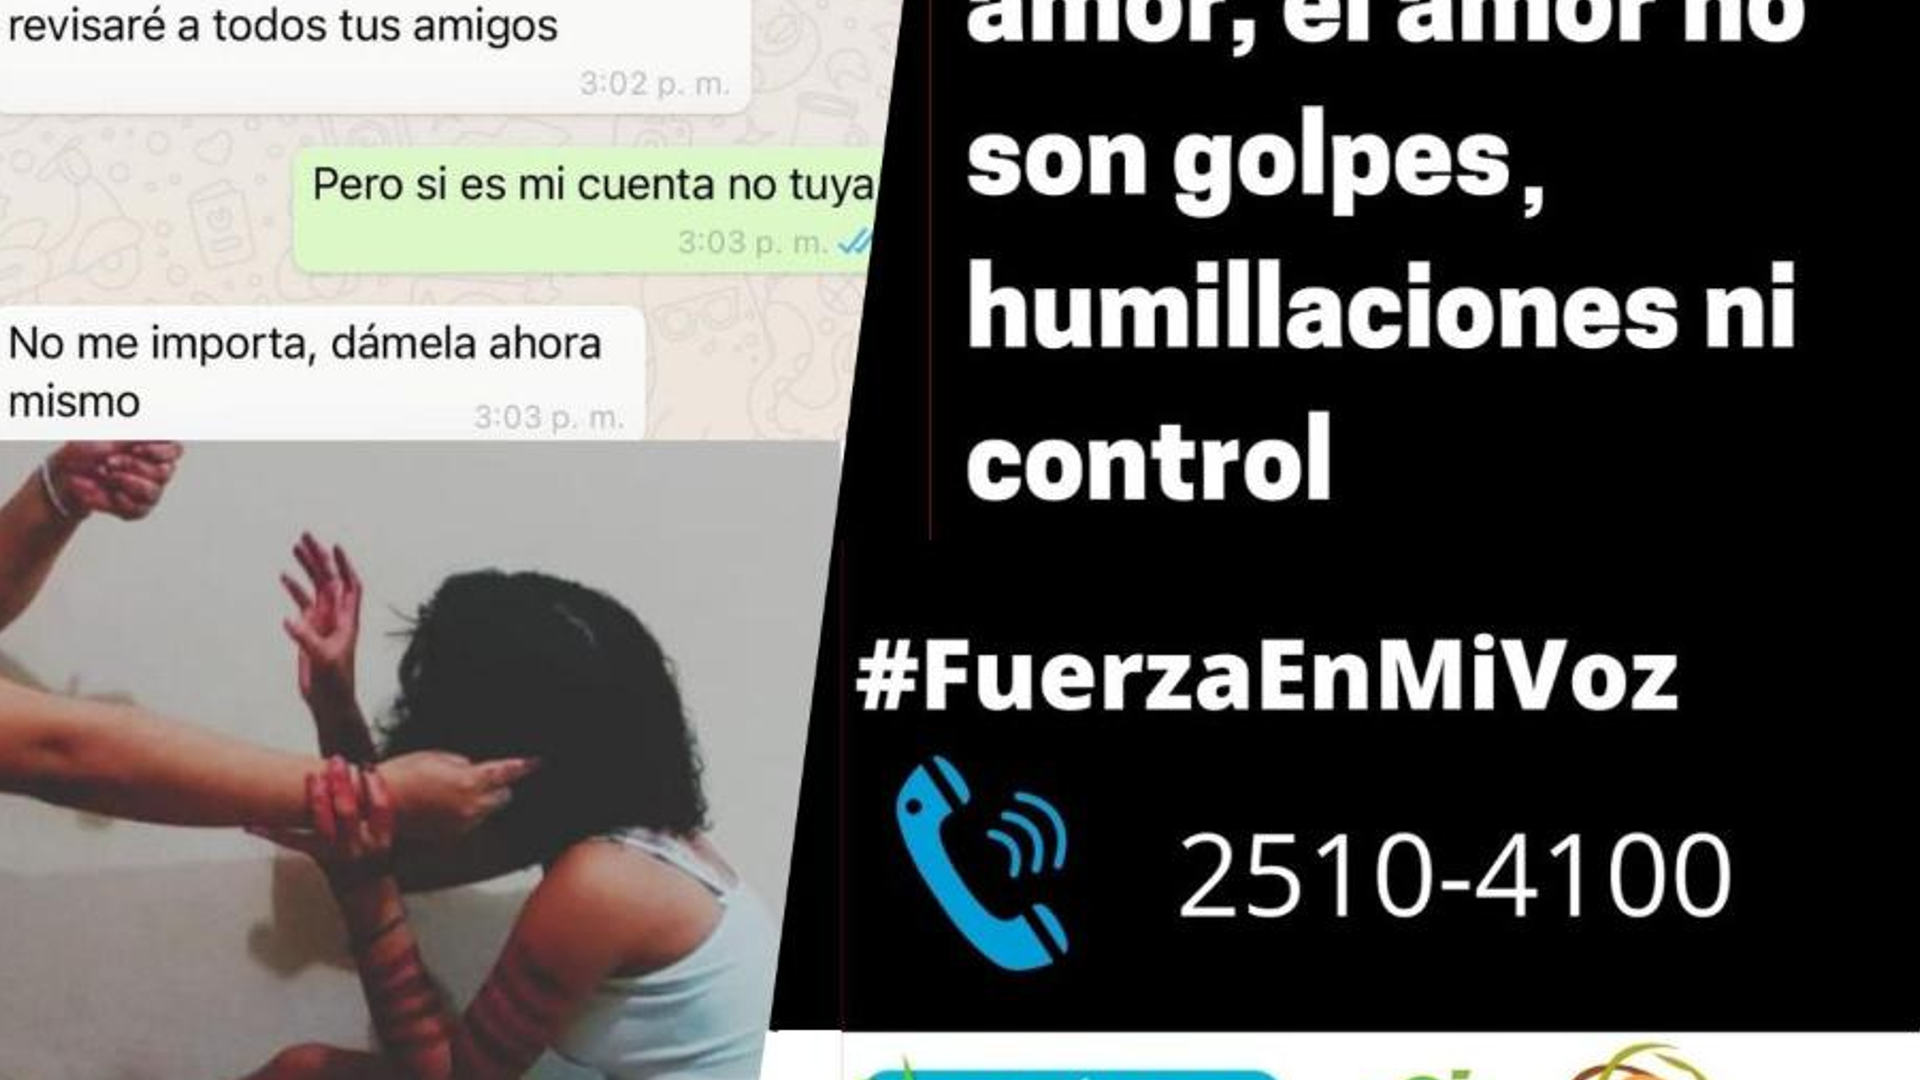 revisaré a todos tus amigos
3:02 p. m.
Pero si es mi cuenta no tuya
3:03 p. m.
No me importa, dámela ahora
mismo
3:03 p. m.
amor, el amor no
son golpes,
humillaciones ni
control
#FuerzaEnMiVoz
2510-4100